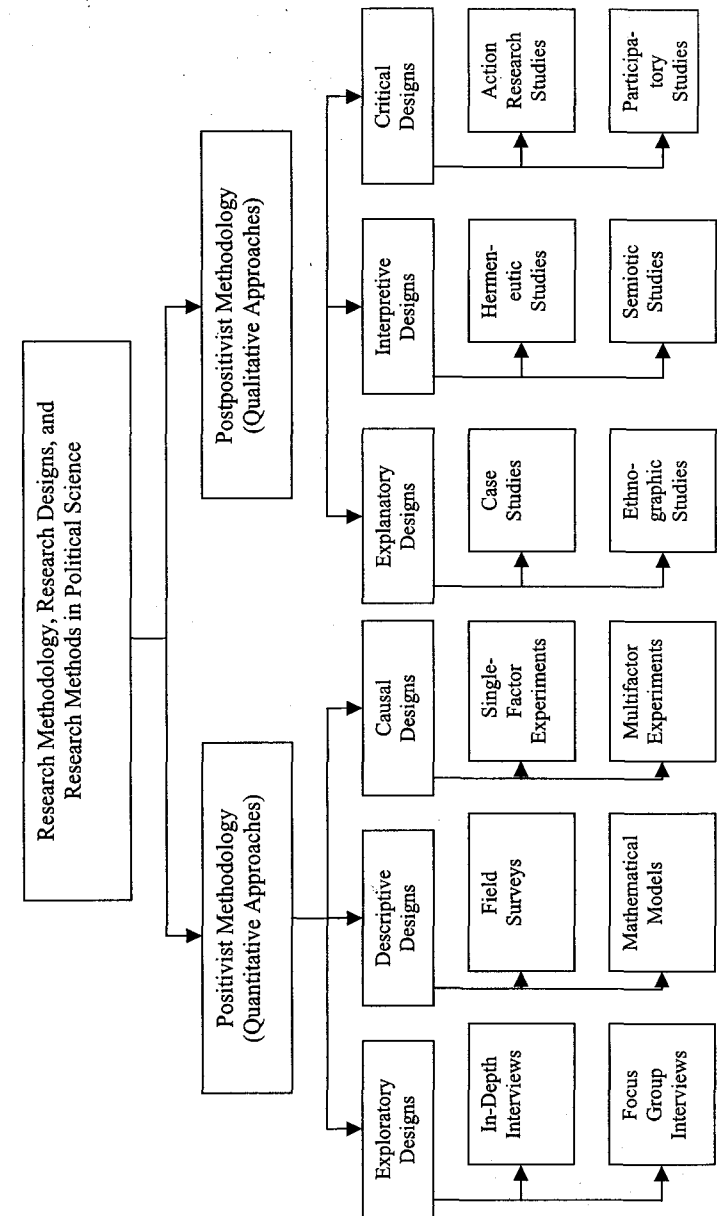 Research Methodology, Research Designs, and
Research Methods in Political Science
Positivist Methodology
(Quantitative Approaches)
Postpositivist Methodology
(Qualitative Approaches)
Exploratory
Designs
Descriptive
Designs
Causal
Designs
Explanatory
Designs
Interpretive
Designs
Critical
Designs
In-Depth
Interviews
Field
Surveys
Single-
Factor
Experiments
Case
Studies
Hermen-
eutic
Studies
Action
Research
Studies
Focus
Group
Interviews
Mathematical
Models
Multifactor
Experiments
Ethno-
graphic
Studies
Semiotic
Studies
Participa-
tory
Studies